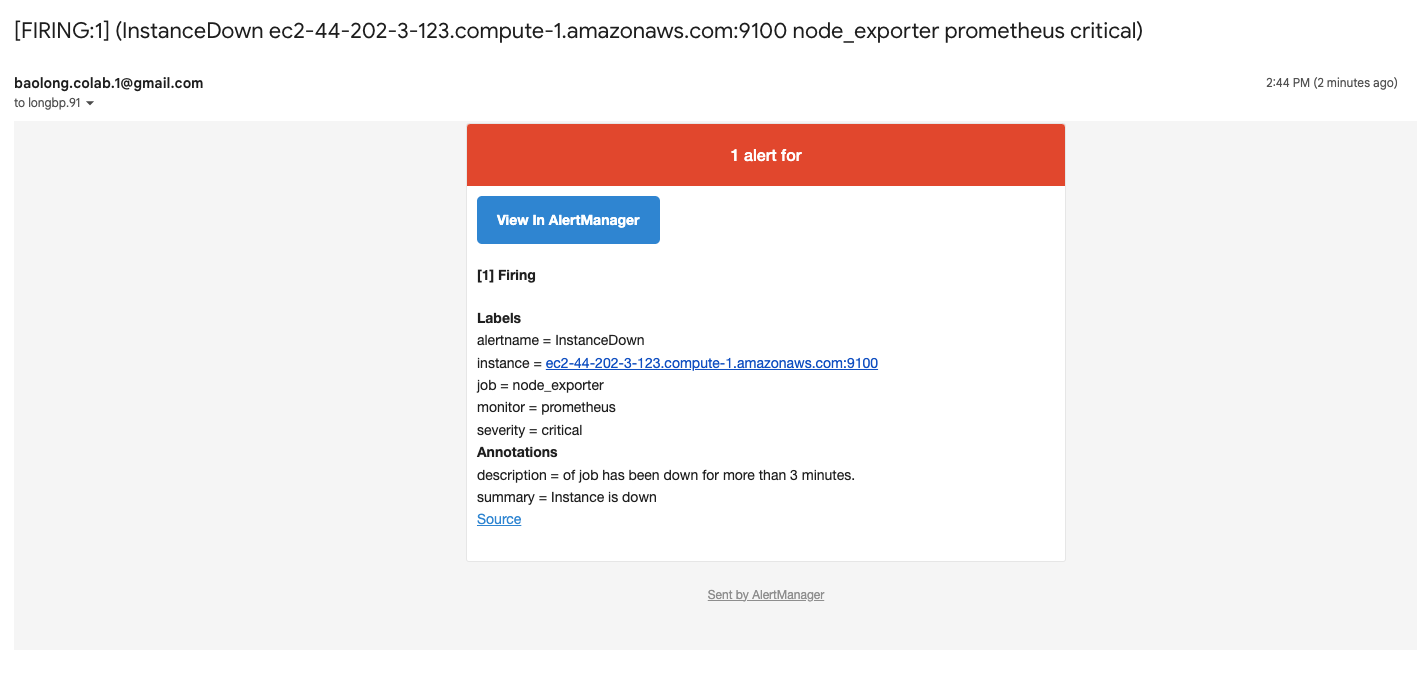 [FIRING:1] (InstanceDown ec2-44-202-3-123.compute-1.amazonaws.com:9100 node_exporter prometheus critical)
baolong.colab.1@gmail.com
2:44 PM (2 minutes ago)
to longbp.91
1 alert for
View In AlertManager
[1] Firing
Labels
alertname = InstanceDown
instance = ec2-44-202-3-123.compute-1.amazonaws.com:9100
job = node_exporter
monitor = prometheus
severity = critical
Annotations
description = of job has been down for more than 3 minutes.
summary = Instance is down
Source
Sent by AlertManager